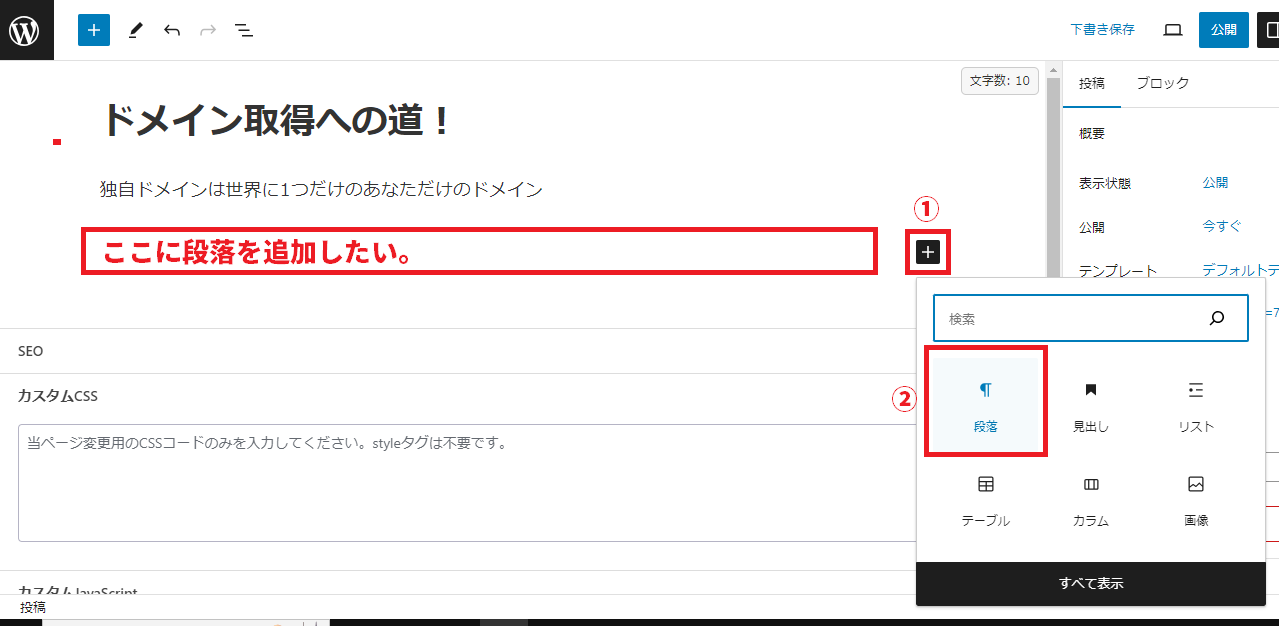 下書き保存
公開
文字数: 10
投稿
ブロック
ドメイン取得への道！
概要
独自ドメインは世界に1つだけのあなただけのドメイン
表示状態
公開
①
公開
今すぐ
ここに段落を追加したい。
テンプレート
デフォルトテ
検索
=7
SEO
カスタムCSS
②
段落
見出し
リスト
当ページ変更用のCSSコードのみを入力してください。styleタグは不要です。
テーブル
カラム
画像
すべて表示
カスタムJavaScript
投稿